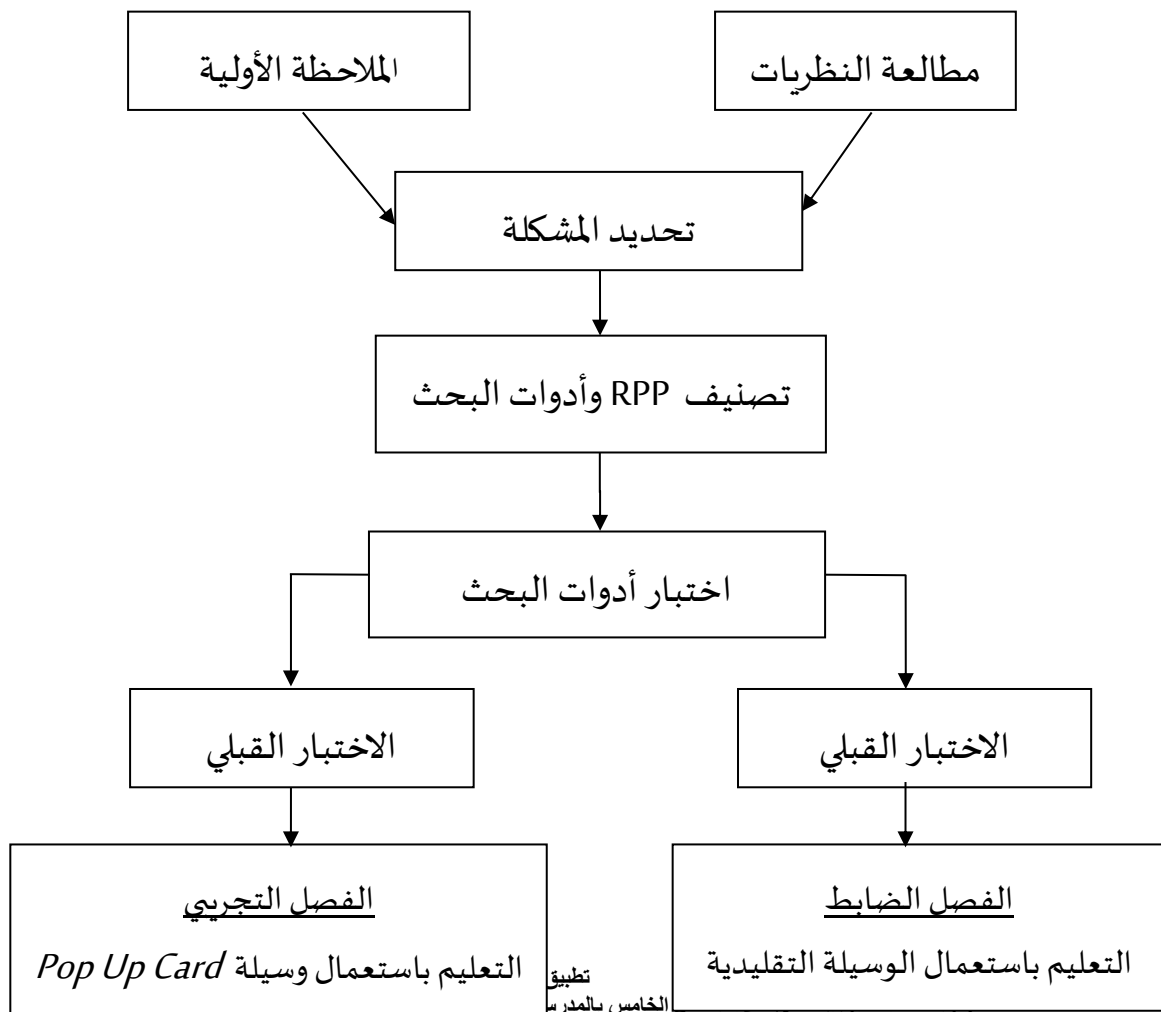 مطالعة النظريات
الملاحظة الأولية
تحديد المشكلة
تصنيف RPP وأدوات البحث
اختبار أدوات البحث
الاختبار القبلي
الاختبار القبلي
الفصل الضابط
التعليم باستعمال الوسيلة التقليدية
الفصل التجريبي
التعليم باستعمال وسيلة Pop Up Card
تطبيق
الخامس